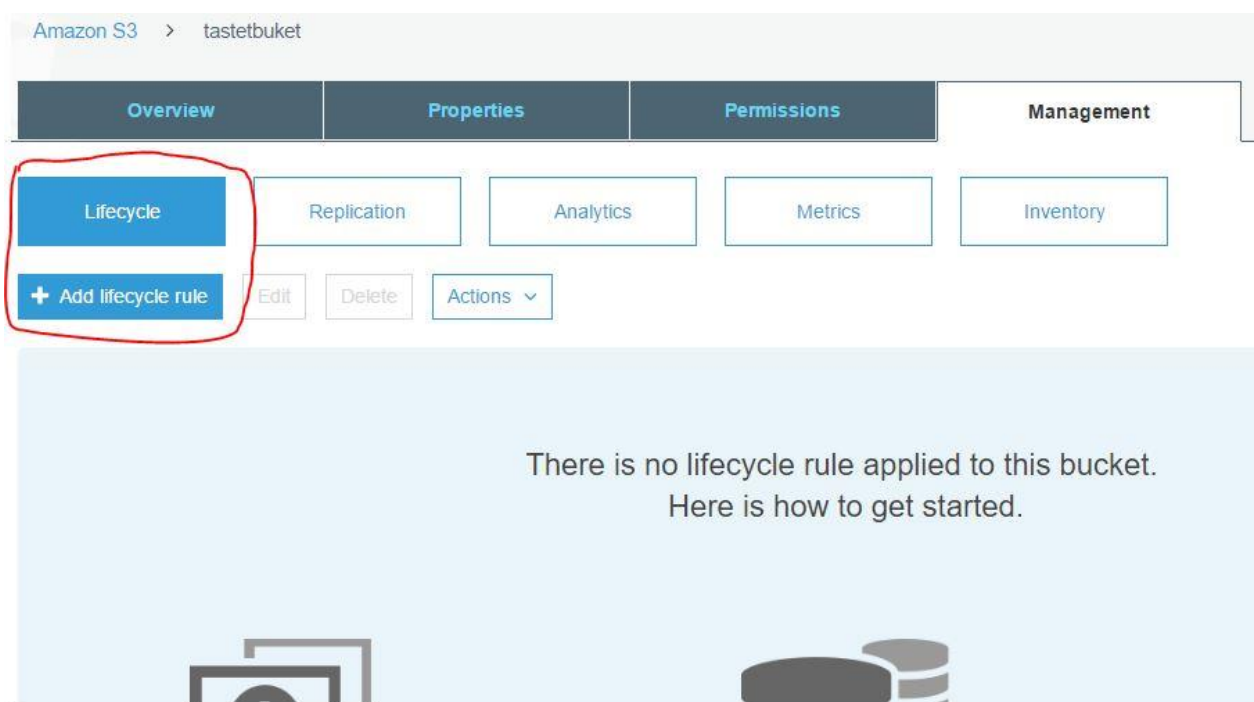 Amazon S3 > tastetbuket
Overview Properties Permissions Management
Lifecycle Replication Analytics Metrics Inventory
+ Add lifecycle rule Edit Delete Actions
There is no lifecycle rule applied to this bucket.
Here is how to get started.